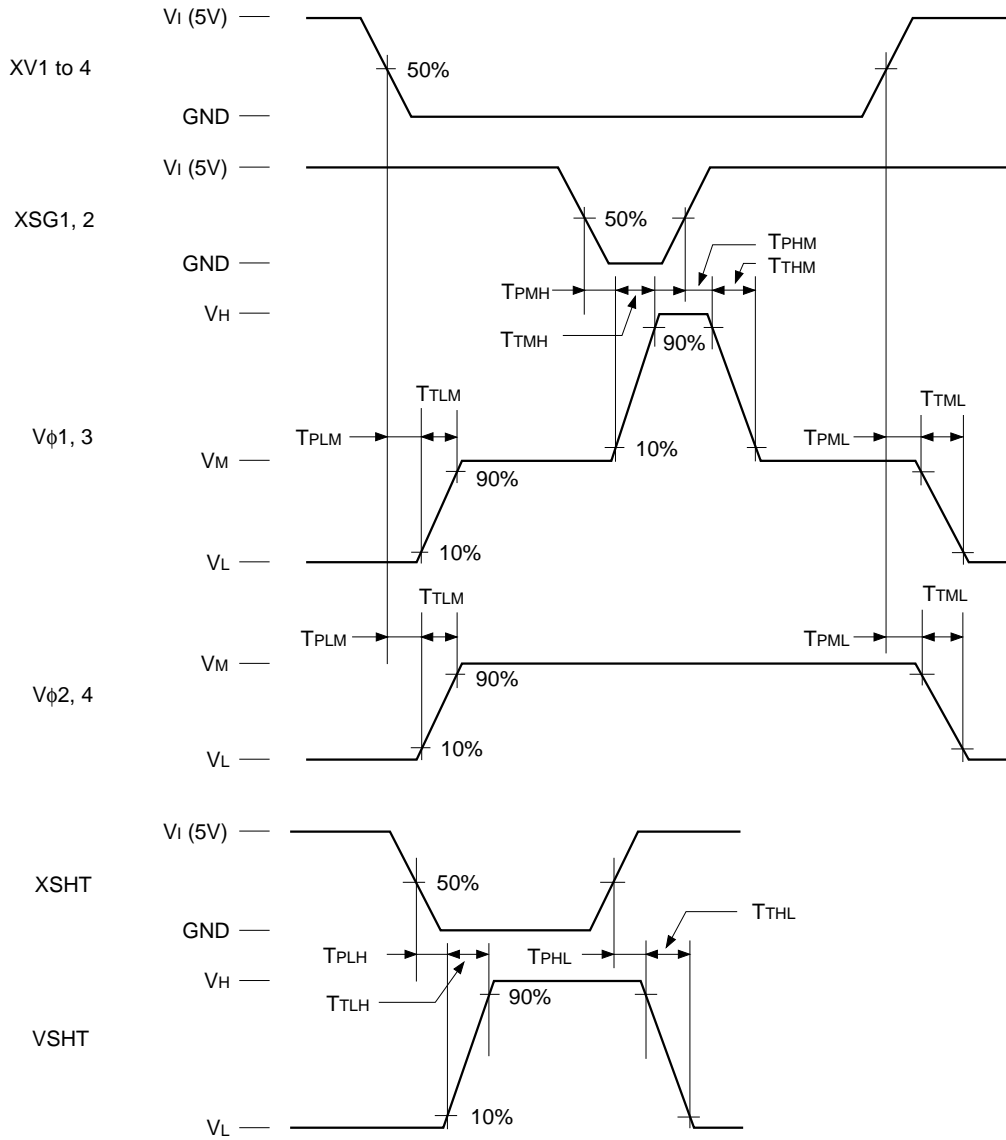 VI (5V)
XV1 to 4
50%
GND
VI (5V)
XSG1, 2
50%
GND
TPHM
TTHM
TPMH
VH
TTMH
90%
TTLM
TTML
Vϕ1, 3
TPLM
TPML
VM
10%
90%
10%
VL
TTLM
TTML
TPLM
TPML
VM
90%
Vϕ2, 4
10%
VL
VI (5V)
XSHT
50%
TTHL
GND
TPLH
TPHL
VH
TTLH
90%
VSHT
10%
VL